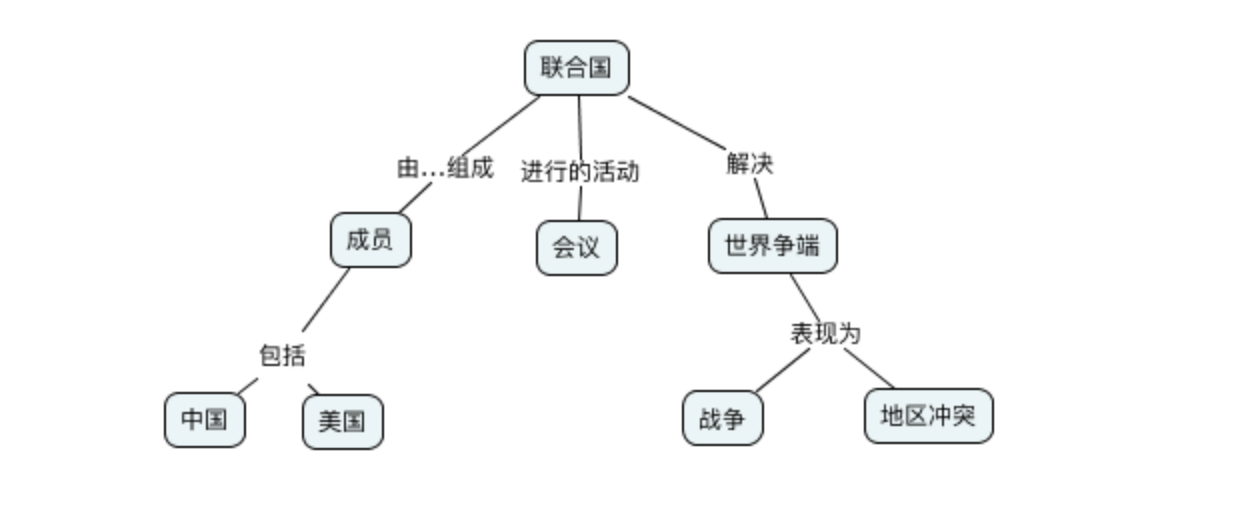 联合国
由...组成
进行的活动
解决
成员
会议
世界争端
包括
表现为
中国
美国
战争
地区冲突